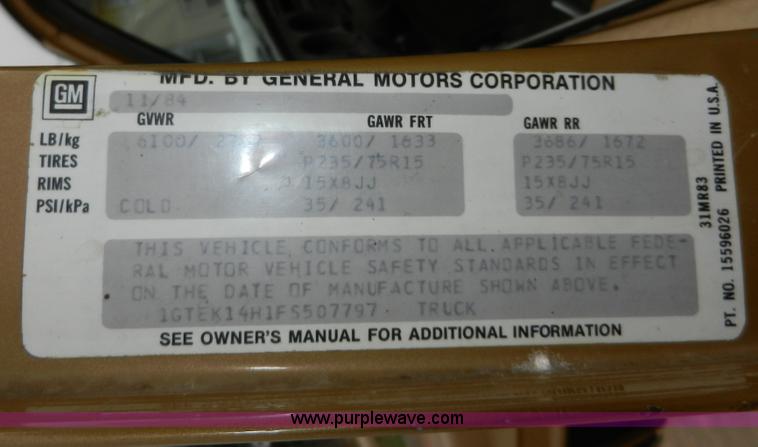 MFD. BY GENERAL MOTORS CORPORATION
GM
11/84
GVWR GAWR FRT GAWR RR
LB/kg 6100/ 3600/ 1633 3686/ 1672
TIRES P235/75R15 P235/75R15
RIMS 15X8JJ 15X8JJ
PSI/kPa COLD 35/ 241 35/ 241
THIS VEHICLE CONFORMS TO ALL APPLICABLE FEDE-
RAL MOTOR VEHICLE SAFETY STANDARDS IN EFFECT
ON THE DATE OF MANUFACTURE SHOWN ABOVE.
1GTEK14H1FS507797 TRUCK
SEE OWNER'S MANUAL FOR ADDITIONAL INFORMATION
31MR83
PT. NO. 15596026 PRINTED IN U.S.A.
www.purplewave.com